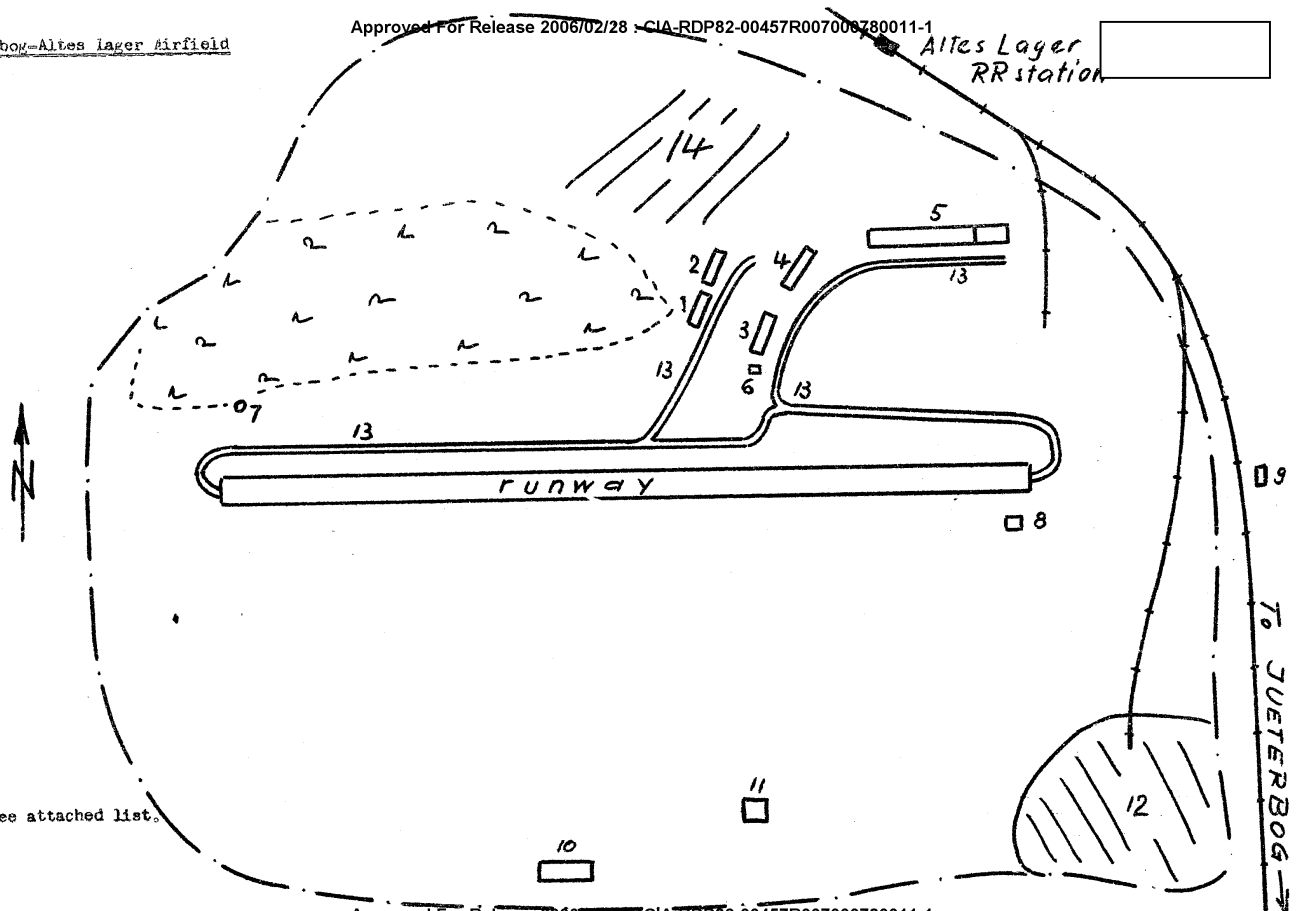 Approved For Release 2006/02/28 : CIA-RDP82-00457R007000780011-1
bog-Altes lager Airfield
Altes Lager
RR station
14
5
2
4
13
1
3
13
6
13
7
13
N
runway
9
8
To JUETERBOG
11
12
ee attached list.
10